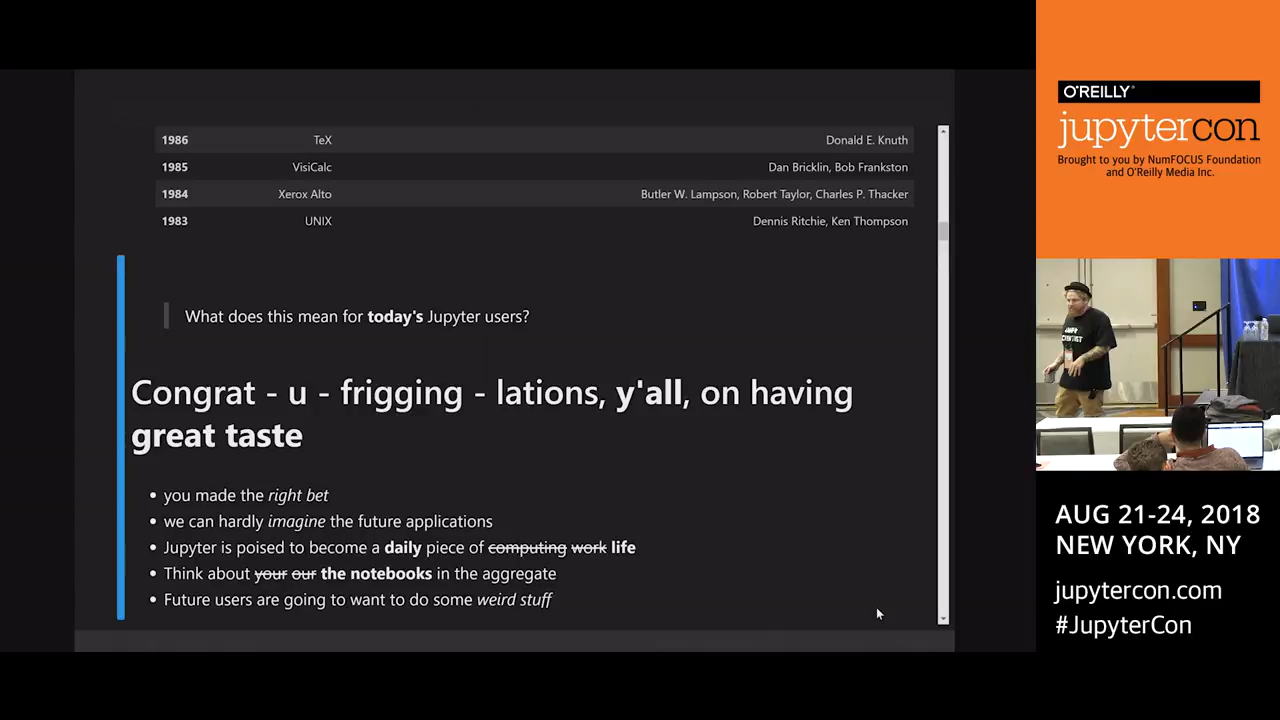 1986 TeX Donald E. Knuth
1985 VisiCalc Dan Bricklin, Bob Frankston
1984 Xerox Alto Butler W. Lampson, Robert Taylor, Charles P. Thacker
1983 UNIX Dennis Ritchie, Ken Thompson
What does this mean for today's Jupyter users?
Congrat - u - frigging - lations, y'all, on having
great taste
• you made the right bet
• we can hardly imagine the future applications
• Jupyter is poised to become a daily piece of computing work life
• Think about your our the notebooks in the aggregate
• Future users are going to want to do some weird stuff
O'REILLY®
jupytercon
Brought to you by NumFOCUS Foundation
and O'Reilly Media Inc.
AUG 21-24, 2018
NEW YORK, NY
jupytercon.com
#JupyterCon